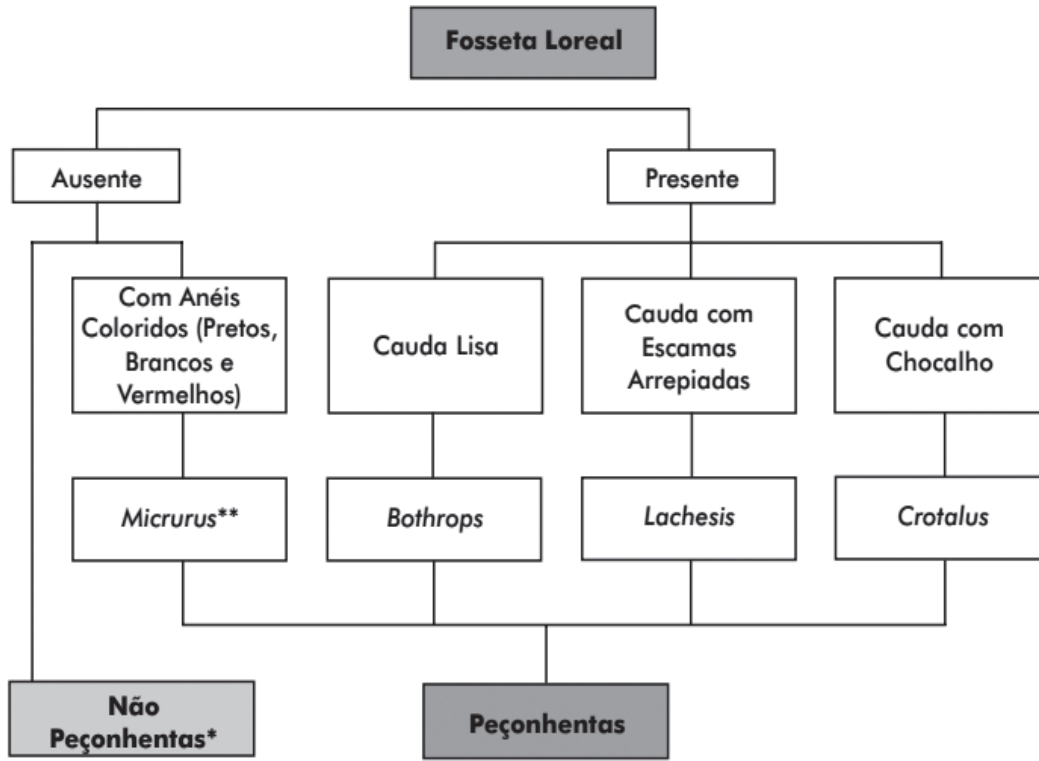 Fosseta Loreal
Ausente
Presente
Com Anéis
Coloridos (Pretos,
Brancos e
Vermelhos)
Cauda Lisa
Cauda com
Escamas
Arrepiadas
Cauda com
Chocalho
Micrurus**
Bothrops
Lachesis
Crotalus
Não
Peçonhentas*
Peçonhentas